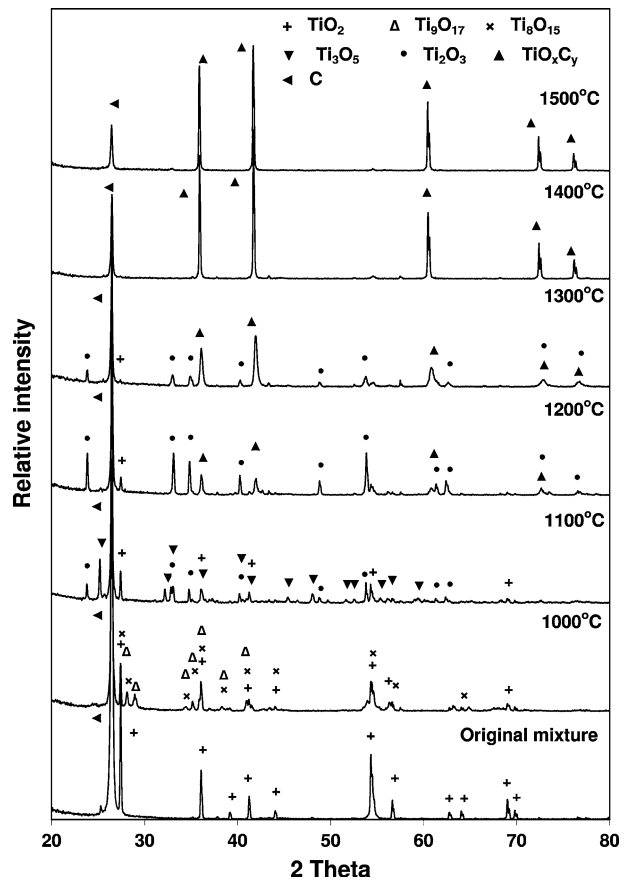 + TiO2 Δ Ti9O17 × Ti8O15
▼ Ti3O5 ● Ti2O3 ▲ TiOxCy
◄ C
1500°C
1400°C
1300°C
1200°C
1100°C
1000°C
Original mixture
Relative intensity
20 30 40 50 60 70 80
2 Theta